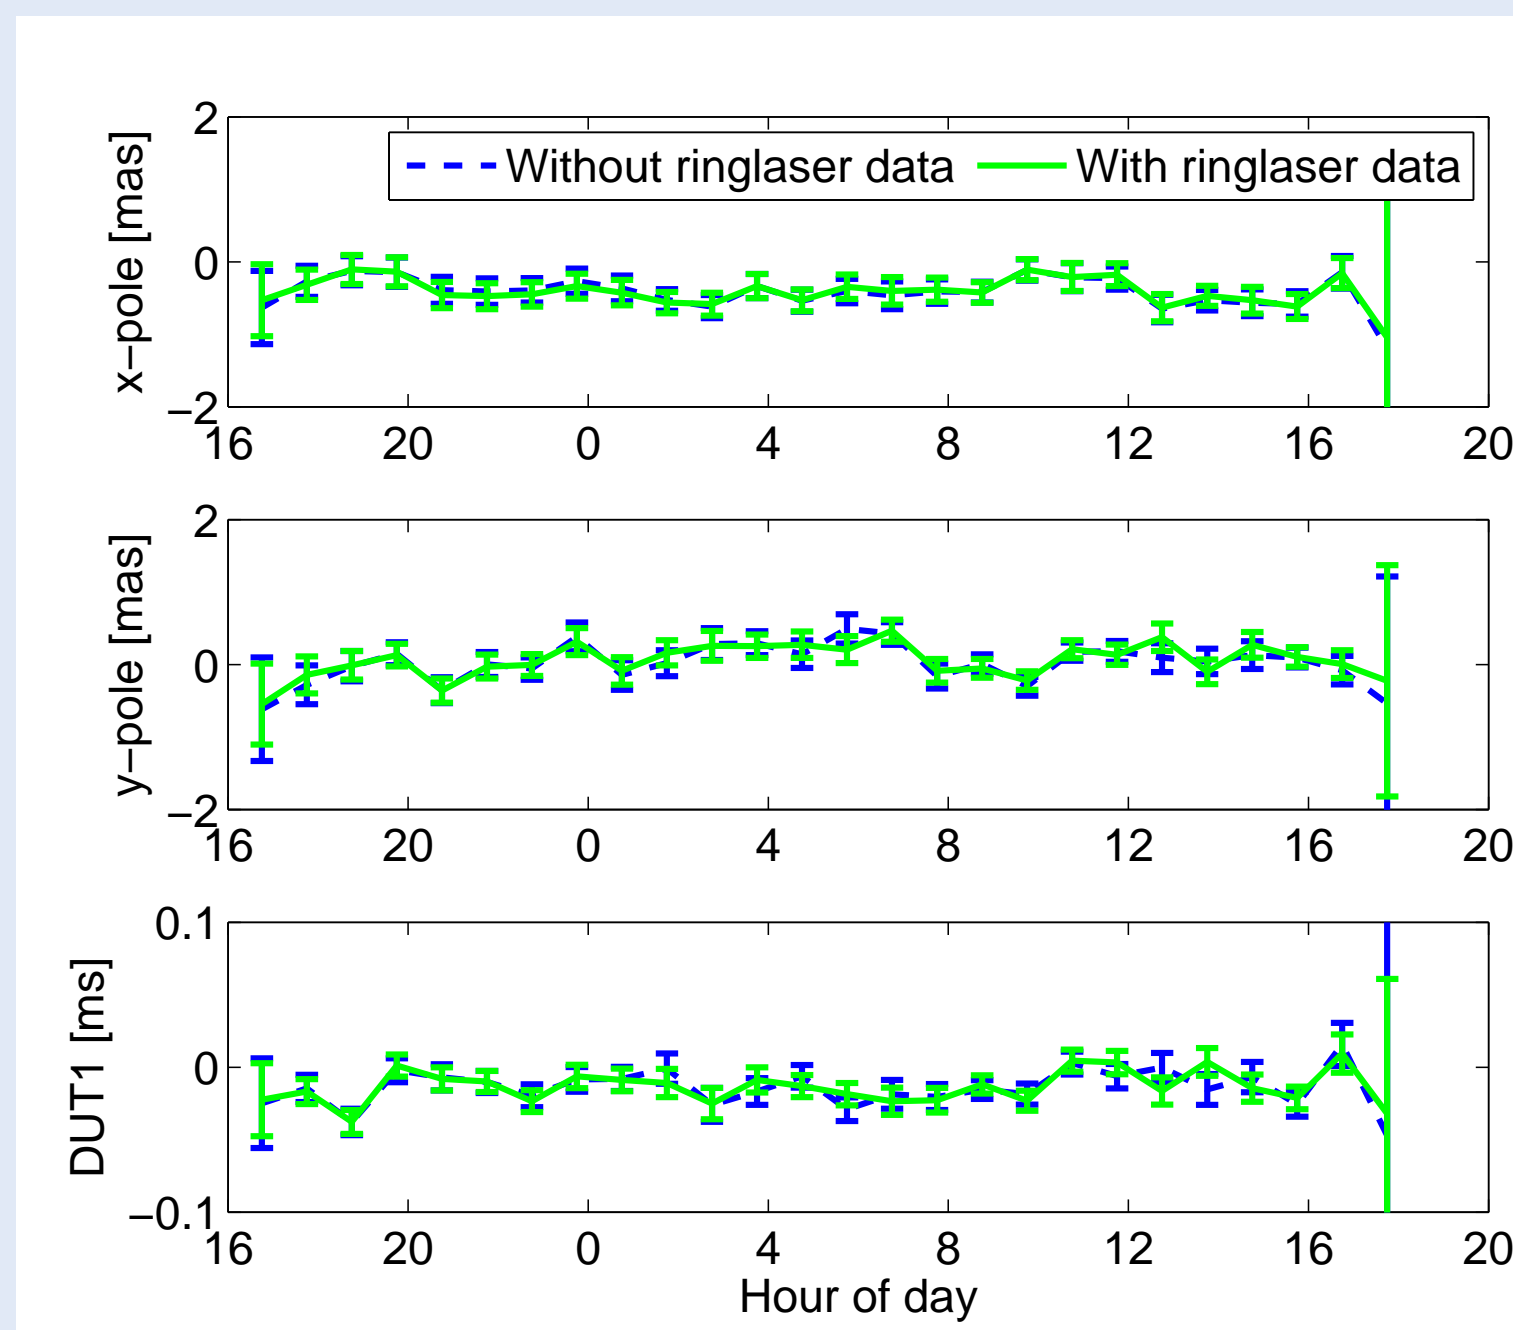 2
Without ringlaser data With ringlaser data
x−pole [mas]
0
−2
16 20 0 4 8 12 16 20
2
y−pole [mas]
0
−2
16 20 0 4 8 12 16 20
0.1
DUT1 [ms]
0
−0.1
16 20 0 4 8 12 16 20
Hour of day